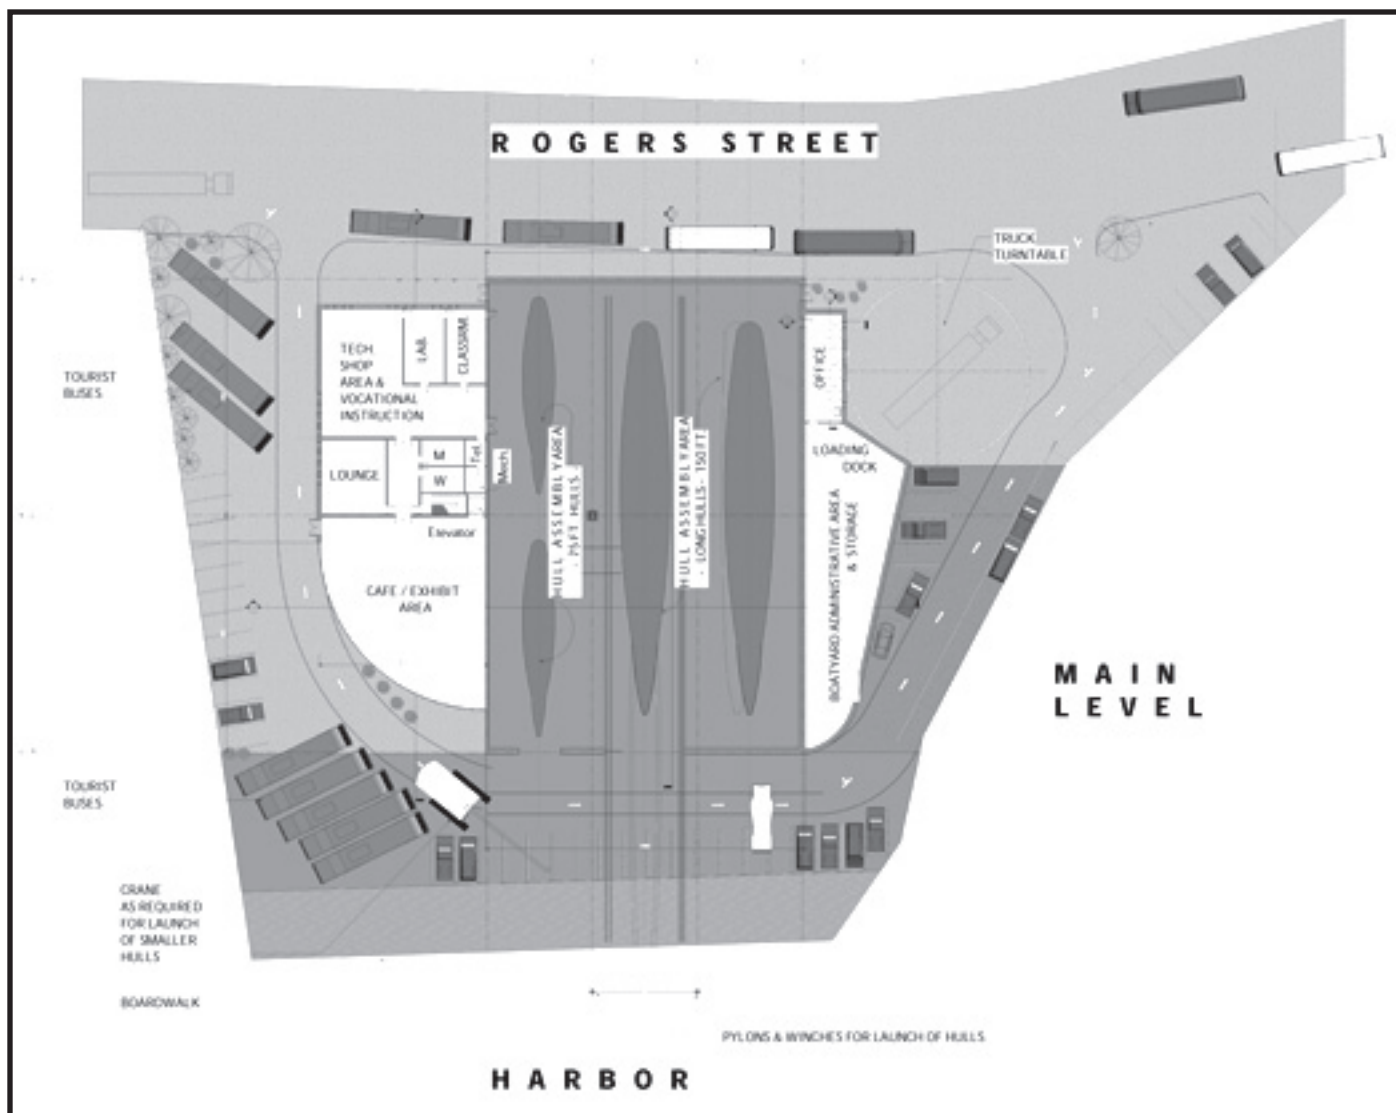 ROGERS STREET
TRUCK
TURNTABLE
TECH
SHOP
AREA &
VOCATIONAL
INSTRUCTION
LAB.
CLASSRM.
OFFICE
TOURIST
BUSES
LOUNGE
M
W
Tel.
Mech.
Elevator
HULL ASSEMBLY AREA
- 75 FT HULLS
HULL ASSEMBLY AREA
- LONG HULLS - 150 FT
LOADING
DOCK
BOATYARD ADMINISTRATIVE AREA
& STORAGE
CAFE / EXHIBIT
AREA
MAIN
LEVEL
TOURIST
BUSES
CRANE
AS REQUIRED
FOR LAUNCH
OF SMALLER
HULLS
BOARDWALK
PYLONS & WINCHES FOR LAUNCH OF HULLS
HARBOR